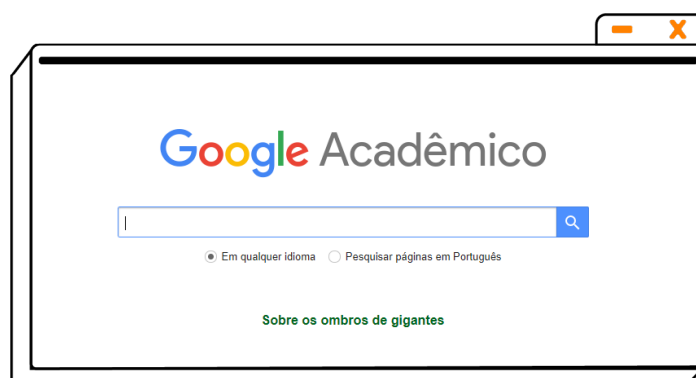 Google Acadêmico
Em qualquer idioma Pesquisar páginas em Português
Sobre os ombros de gigantes